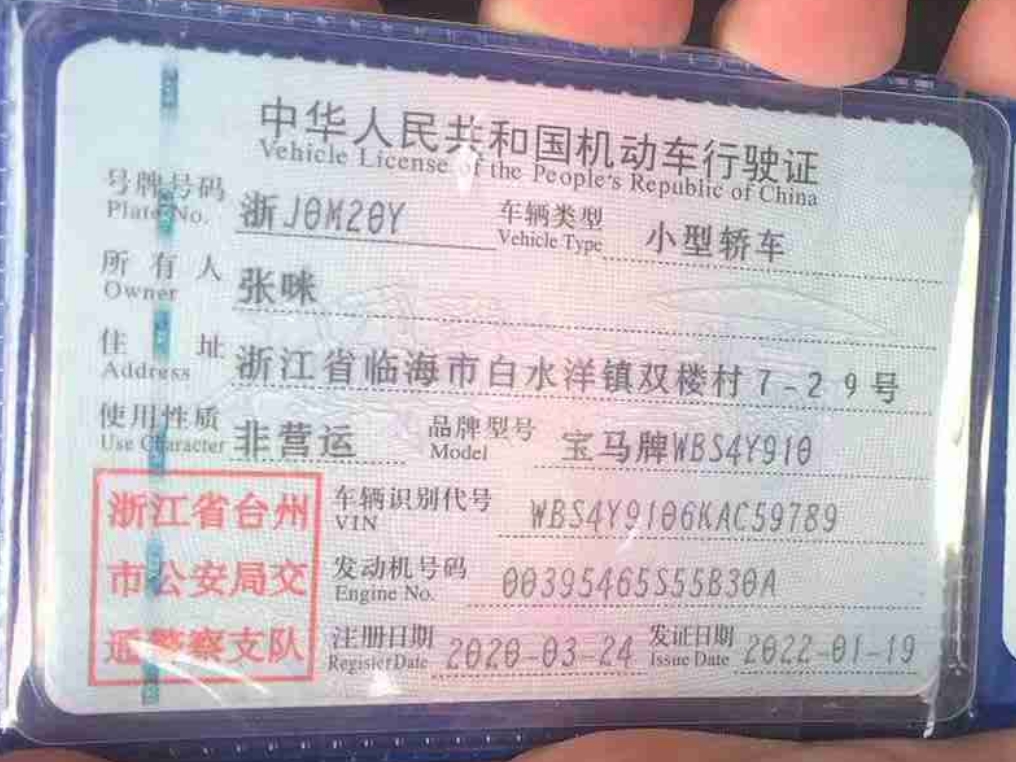 中华人民共和国机动车行驶证
Vehicle License of the People's Republic of China
号牌号码 浙J0M20Y 车辆类型 小型轿车
Plate No. Vehicle Type
所有人 张咪
Owner
住址 浙江省临海市白水洋镇双楼村7-29号
Address
使用性质 非营运 品牌型号 宝马牌WBS4Y910
Use Character Model
浙江省台州 车辆识别代号 WBS4Y9106KAC59789
VIN
市公安局交 发动机号码 00395465S55B30A
Engine No.
通警察支队 注册日期 2020-03-24 发证日期 2022-01-19
Register Date Issue Date